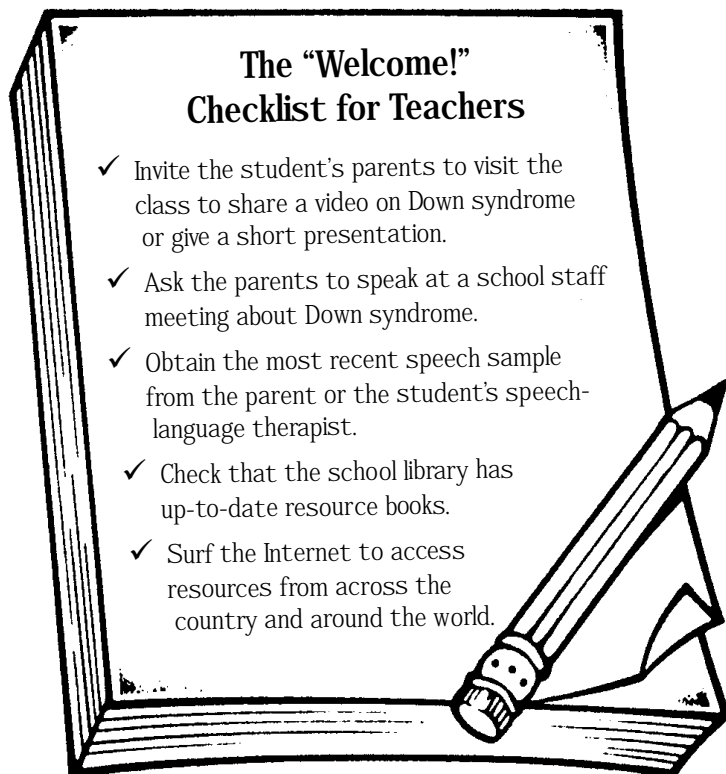 The “Welcome!”
Checklist for Teachers
✓ Invite the student’s parents to visit the
class to share a video on Down syndrome
or give a short presentation.
✓ Ask the parents to speak at a school staff
meeting about Down syndrome.
✓ Obtain the most recent speech sample
from the parent or the student’s speech-
language therapist.
✓ Check that the school library has
up-to-date resource books.
✓ Surf the Internet to access
resources from across the
country and around the world.